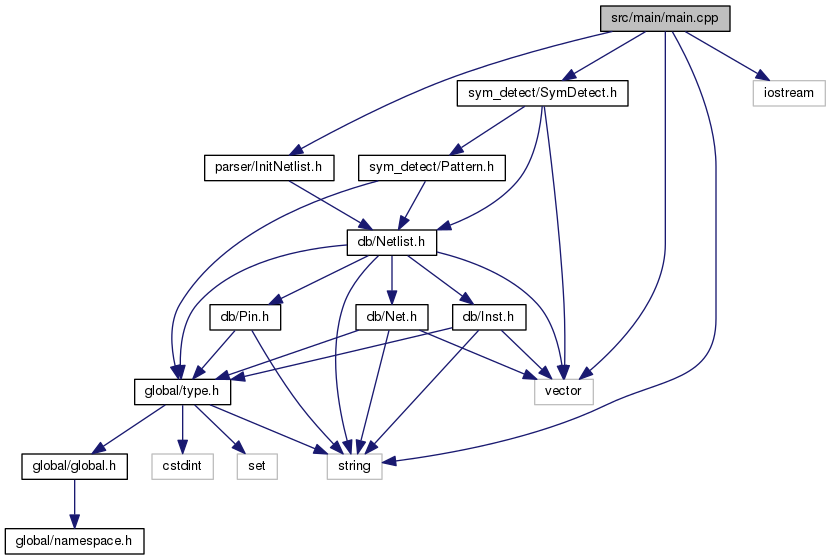 src/main/main.cpp
sym_detect/SymDetect.h
iostream
parser/InitNetlist.h
sym_detect/Pattern.h
db/Netlist.h
db/Pin.h
db/Net.h
db/Inst.h
global/type.h
vector
global/global.h
cstdint
set
string
global/namespace.h